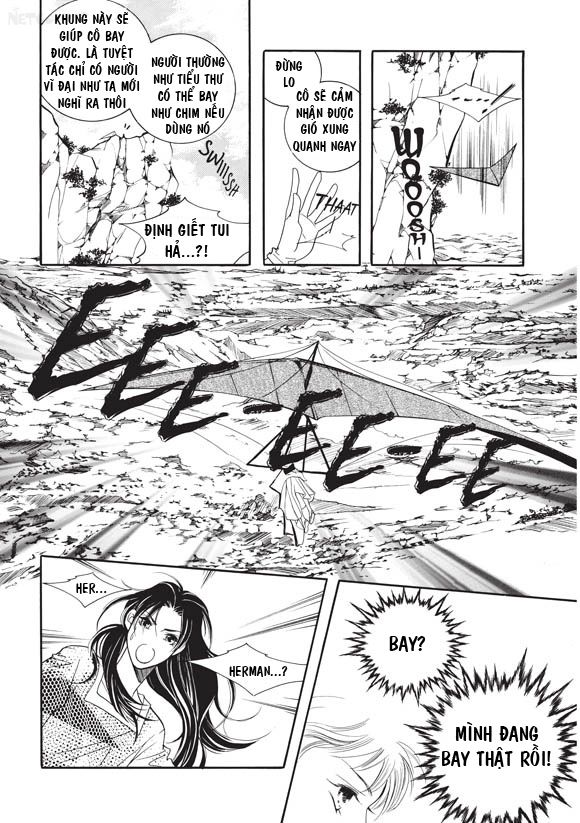 KHUNG NÀY SẼ
GIÚP CÔ BAY
ĐƯỢC. LÀ TUYỆT
TÁC CHỈ CÓ NGƯỜI
VĨ ĐẠI NHƯ TA MỚI
NGHĨ RA THÔI
NGƯỜI THƯỜNG
NHƯ TIỂU THƯ
CÓ THỂ BAY
NHƯ CHIM NẾU
DÙNG NÓ
SWIIISSH
ĐỊNH GIẾT TUI
HẢ...?!
ĐỪNG
LO
CÔ SẼ CẢM
NHẬN ĐƯỢC
GIÓ XUNG
QUANH NGAY
THAAT
WOOOSH!
EEE-EE-EE
HER...
HERMAN...?
BAY?
MÌNH ĐANG
BAY THẬT RỒI!